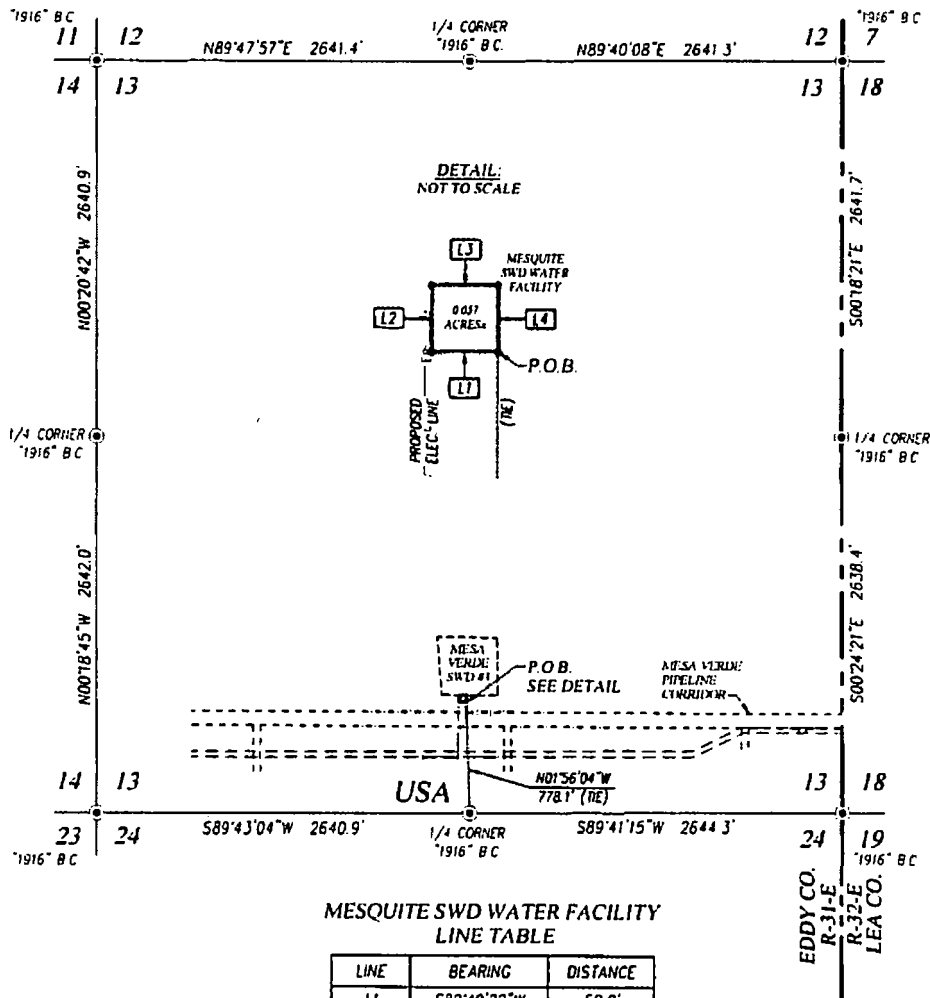 "1916" B C
11 12
14 13
N89°47'57"E 2641.4'
1/4 CORNER
"1916" B C.
N89°40'08"E 2641 3'
"1916" B C
12 7
13 18
N00°20'42"W 2640.9'
S00°18'21"E 2641.7'
DETAIL:
NOT TO SCALE
L3
MESQUITE
SWD WATER
FACILITY
L2
ACRES±
L4
P.O.B.
L1
PROPOSED
ELEC. LINE
(TIE)
1/4 CORNER
"1916" B C
1/4 CORNER
"1916" B C
N00°18'45"W 2642.0'
S00°24'21"E 2638.4'
MESA
VERDE
SWD #1
P.O.B.
SEE DETAIL
MESA VERDE
PIPELINE
CORRIDOR
N01°56'04"W
778.1' (TIE)
USA
14 13
23 24
"1916" B C
S89°43'04"W 2640.9'
1/4 CORNER
"1916" B C
S89°41'15"W 2644 3'
13 18
24 19
"1916" B C
EDDY CO.
R-31-E
R-32-E
LEA CO.
MESQUITE SWD WATER FACILITY
LINE TABLE
LINE BEARING DISTANCE
L1